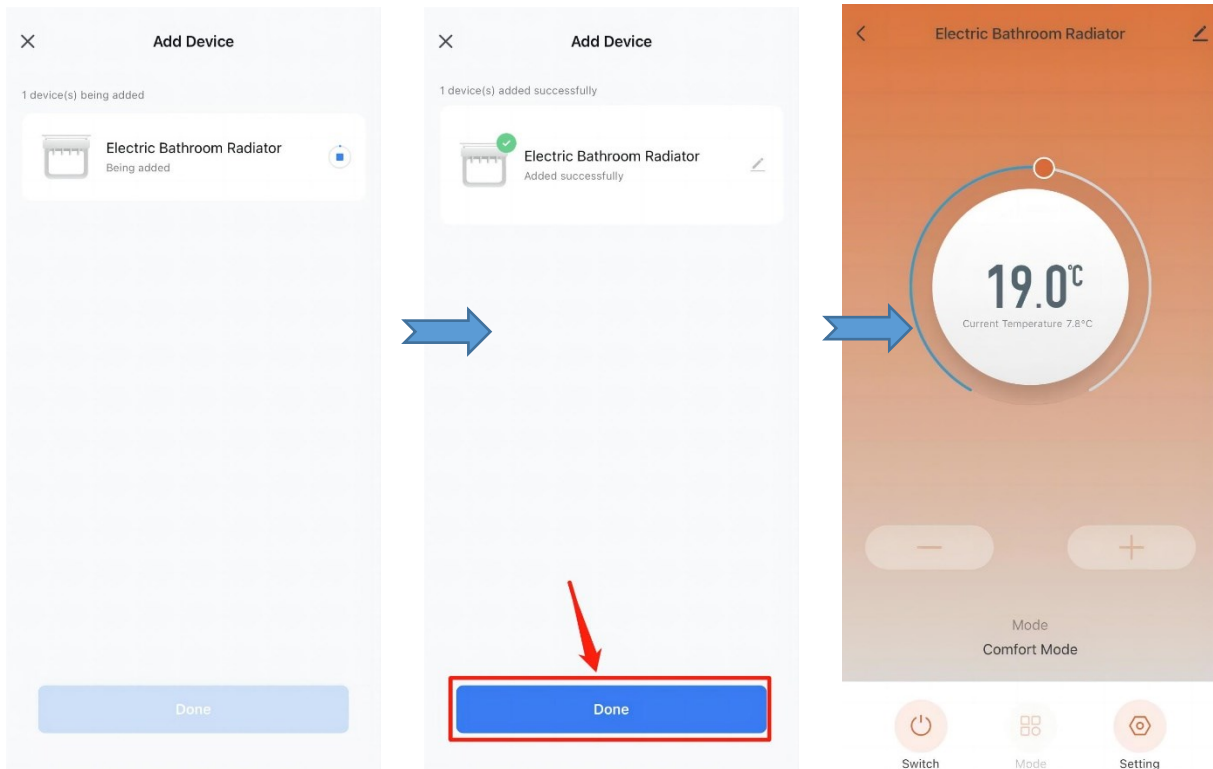 Add Device
1 device(s) being added
Electric Bathroom Radiator
Being added
Done
Add Device
1 device(s) added successfully
Electric Bathroom Radiator
Added successfully
Done
Electric Bathroom Radiator
19.0°C
Current Temperature 7.8°C
Mode
Comfort Mode
Switch
Mode
Setting